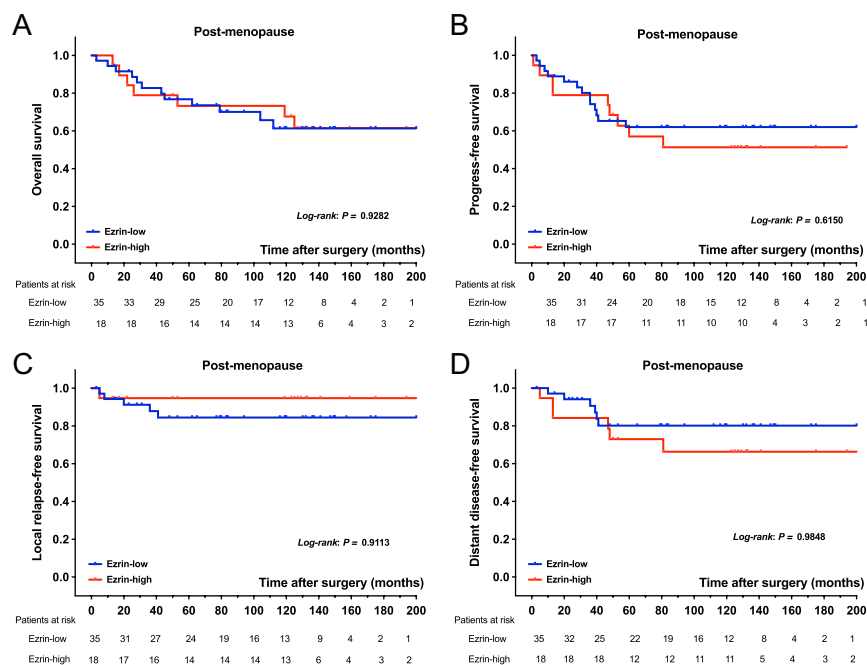 A
Post-menopause
Overall survival
1.0
0.8
0.6
0.4
0.2
0.0
Log-rank: P = 0.9282
Ezrin-low
Ezrin-high
Time after surgery (months)
0 20 40 60 80 100 120 140 160 180 200
Patients at risk
Ezrin-low 35 33 29 25 20 17 12 8 4 2 1
Ezrin-high 18 18 16 14 14 14 13 6 4 3 2
B
Post-menopause
Progress-free survival
1.0
0.8
0.6
0.4
0.2
0.0
Log-rank: P = 0.6150
Ezrin-low
Ezrin-high
Time after surgery (months)
0 20 40 60 80 100 120 140 160 180 200
Patients at risk
Ezrin-low 35 31 24 20 18 15 12 8 4 2 1
Ezrin-high 18 17 17 11 11 10 10 4 3 2 1
C
Post-menopause
Local relapse-free survival
1.0
0.8
0.6
0.4
0.2
0.0
Log-rank: P = 0.9113
Ezrin-low
Ezrin-high
Time after surgery (months)
0 20 40 60 80 100 120 140 160 180 200
Patients at risk
Ezrin-low 35 31 27 24 19 16 13 9 4 2 1
Ezrin-high 18 17 16 14 14 14 13 6 4 3 2
D
Post-menopause
Distant disease-free survival
1.0
0.8
0.6
0.4
0.2
0.0
Log-rank: P = 0.9848
Ezrin-low
Ezrin-high
Time after surgery (months)
0 20 40 60 80 100 120 140 160 180 200
Patients at risk
Ezrin-low 35 32 25 22 19 16 12 8 4 2 1
Ezrin-high 18 18 18 12 12 11 11 5 4 3 2